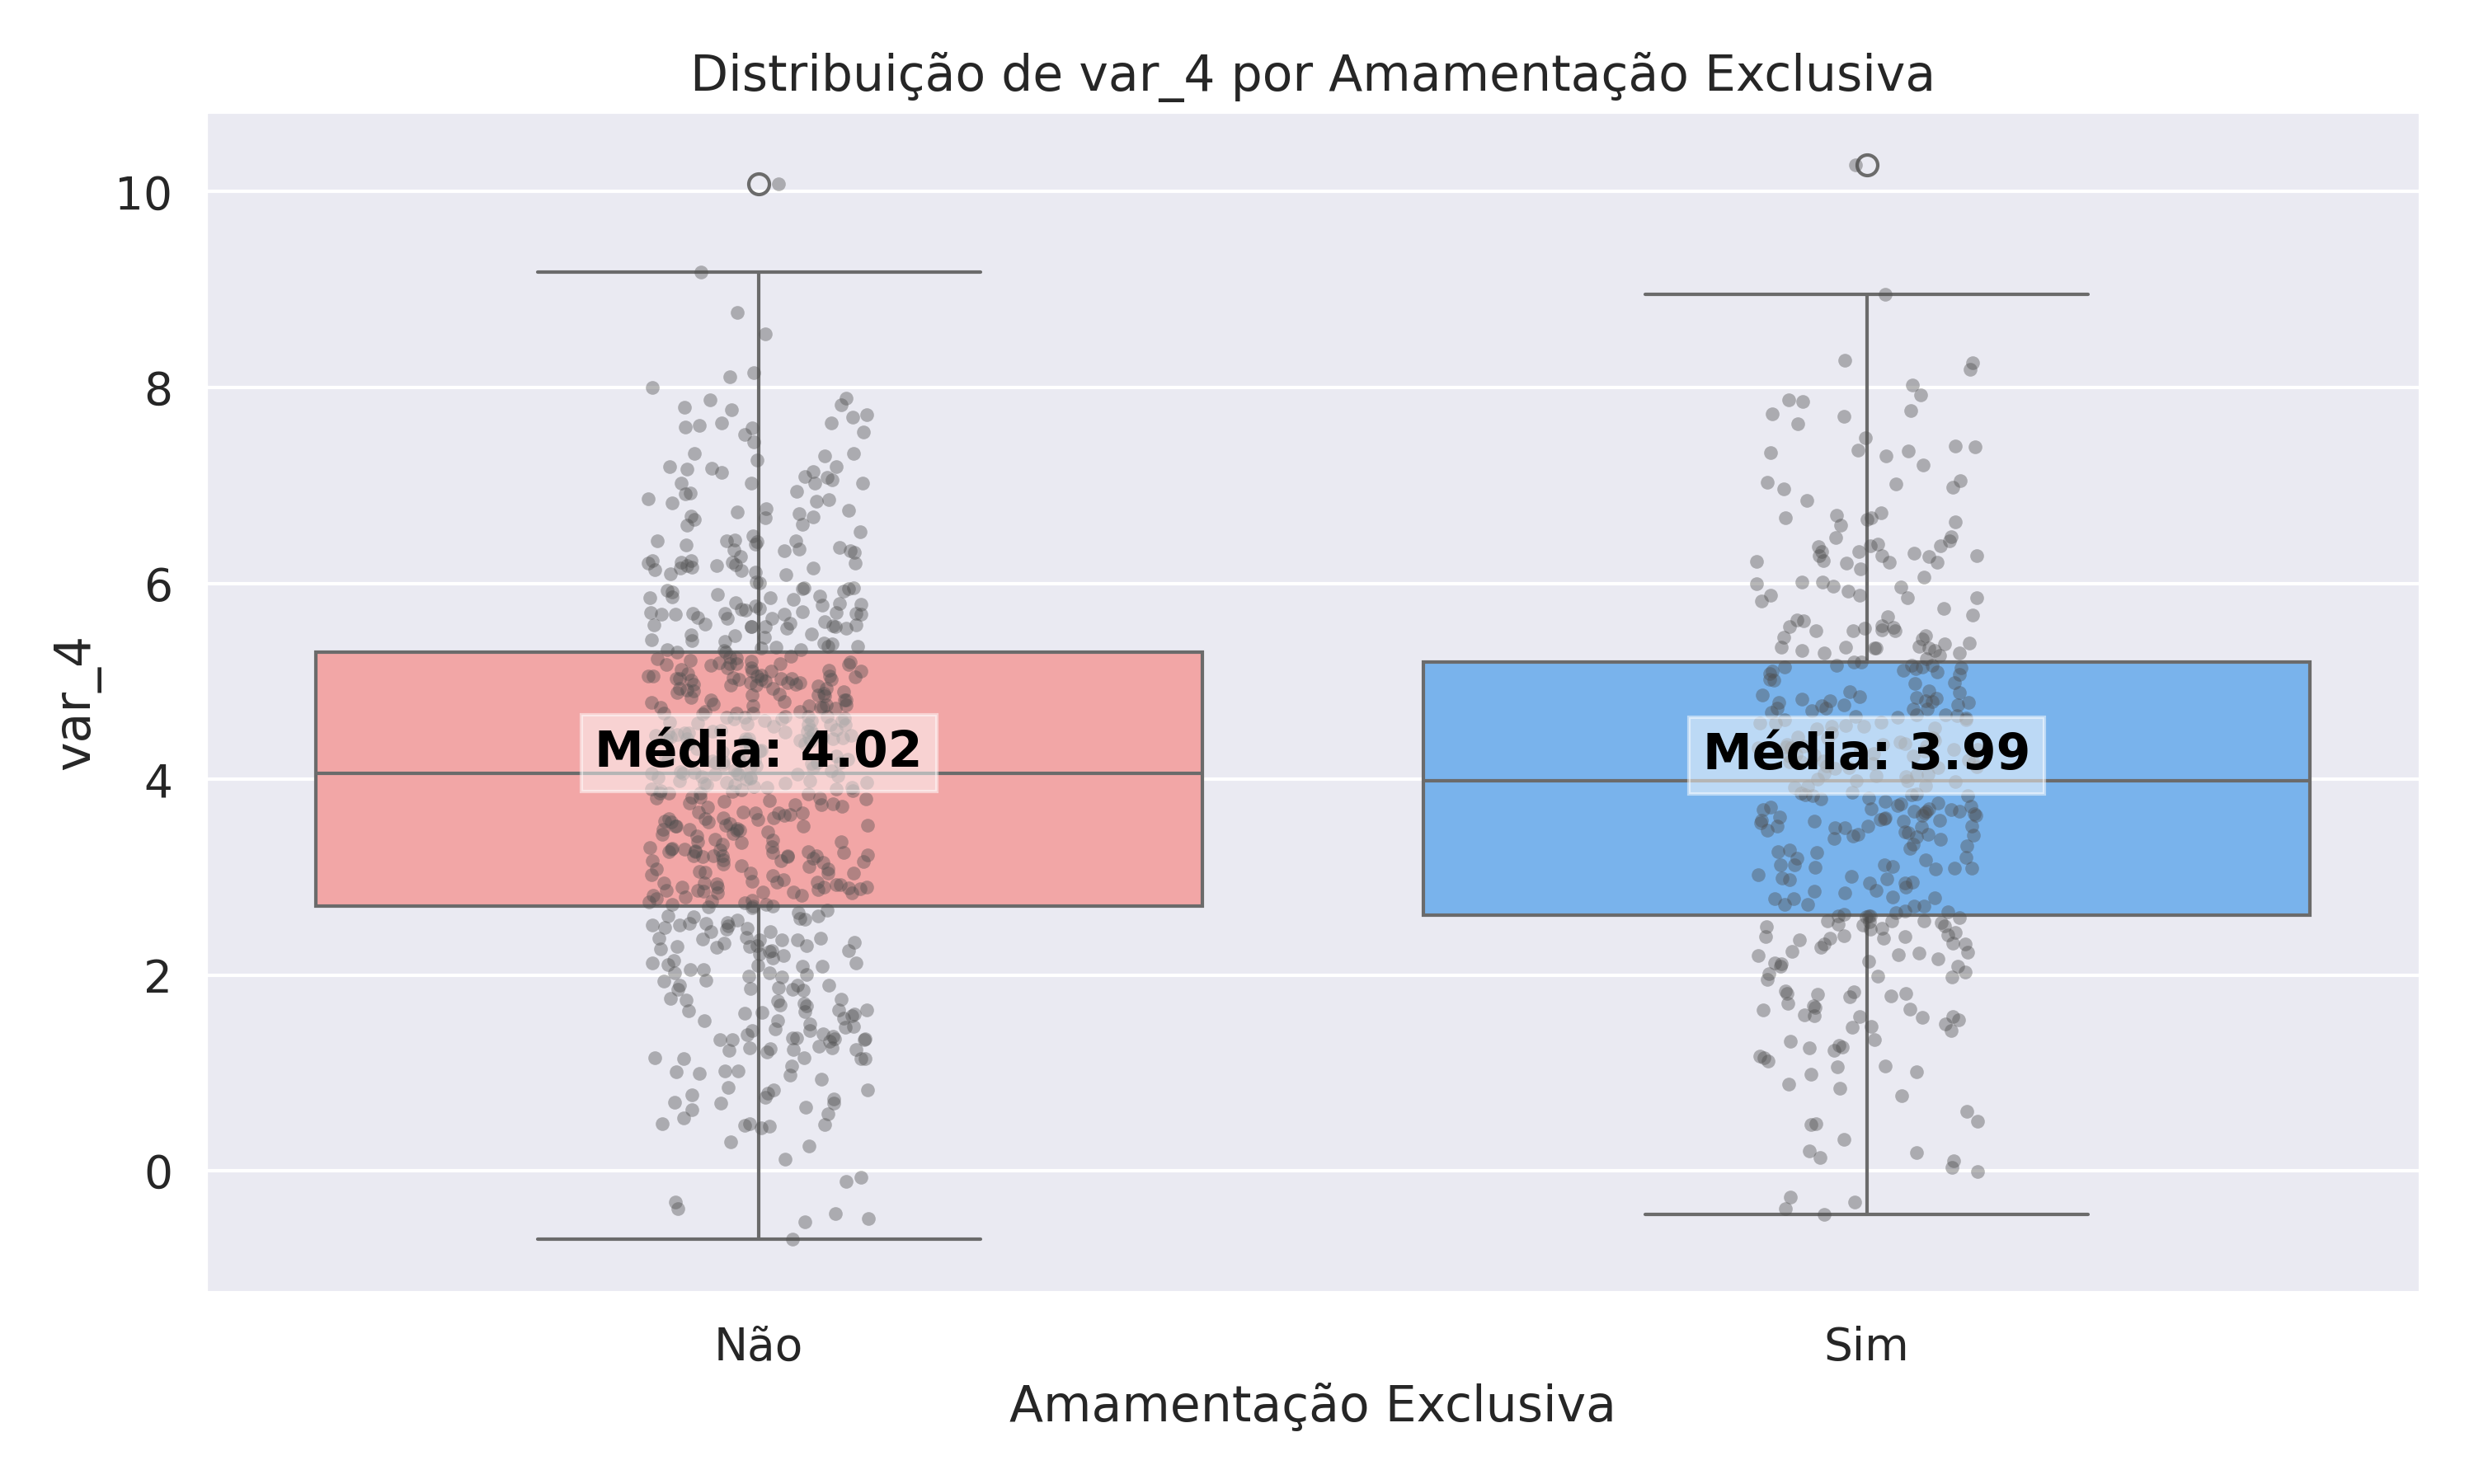 Distribuição de var_4 por Amamentação Exclusiva
10
8
6
4
2
0
var_4
Média: 4.02
Média: 3.99
Não
Sim
Amamentação Exclusiva